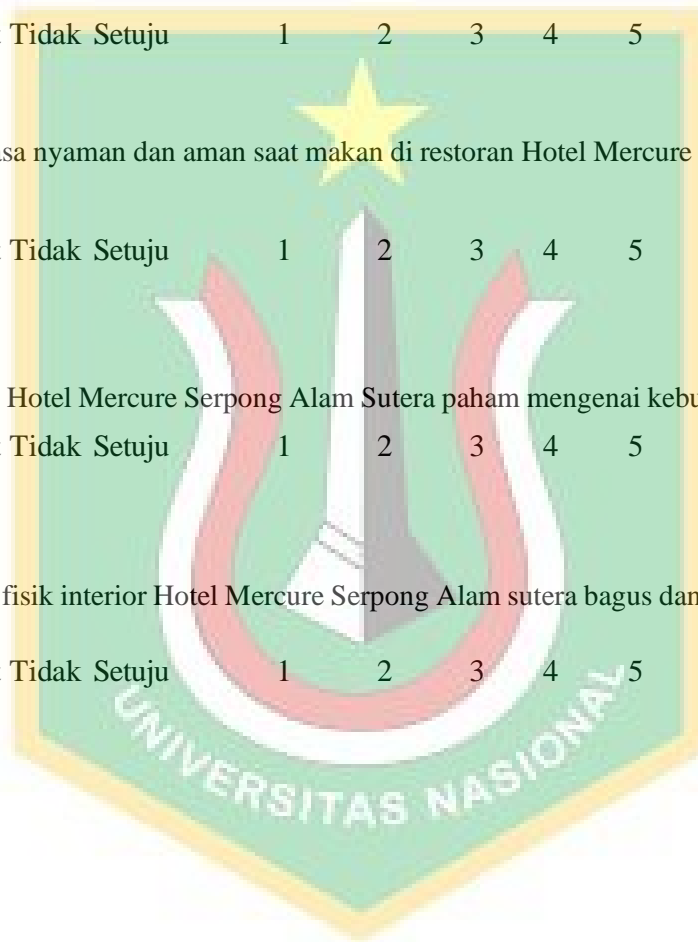 Tidak Setuju 1 2 3 4 5
nyaman dan aman saat makan di restoran Hotel Mercure
Tidak Setuju 1 2 3 4 5
Hotel Mercure Serpong Alam Sutera paham mengenai
Tidak Setuju 1 2 3 4 5
fisik interior Hotel Mercure Serpong Alam sutera bagus dan
Tidak Setuju 1 2 3 4 5
UNIVERSITAS NASIONAL